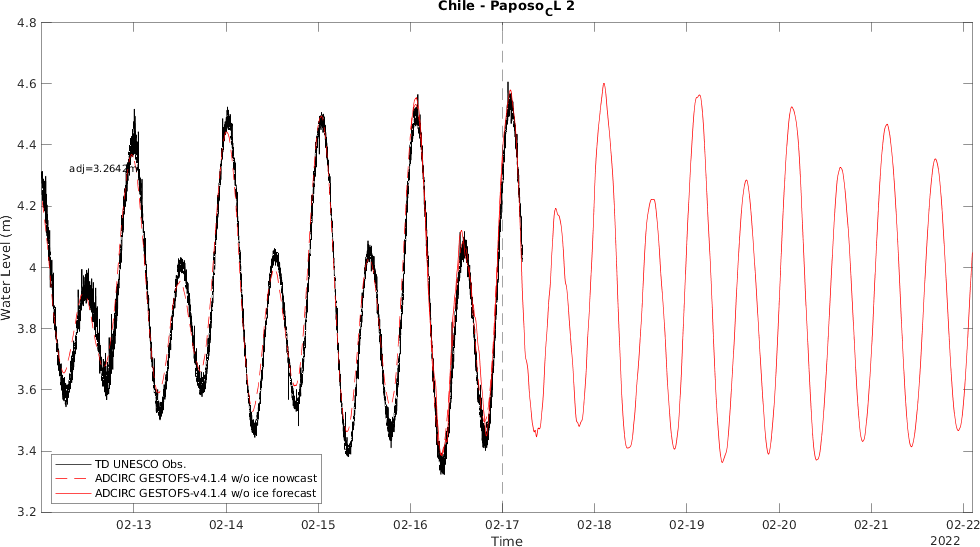 Chile - PaposoCL 2
4.8
4.6
4.4
4.2
4
3.8
3.6
3.4
3.2
Water Level (m)
adj=3.2642m
TD UNESCO Obs.
ADCIRC GESTOFS-v4.1.4 w/o ice nowcast
ADCIRC GESTOFS-v4.1.4 w/o ice forecast
02-13 02-14 02-15 02-16 02-17 02-18 02-19 02-20 02-21 02-22
Time
2022